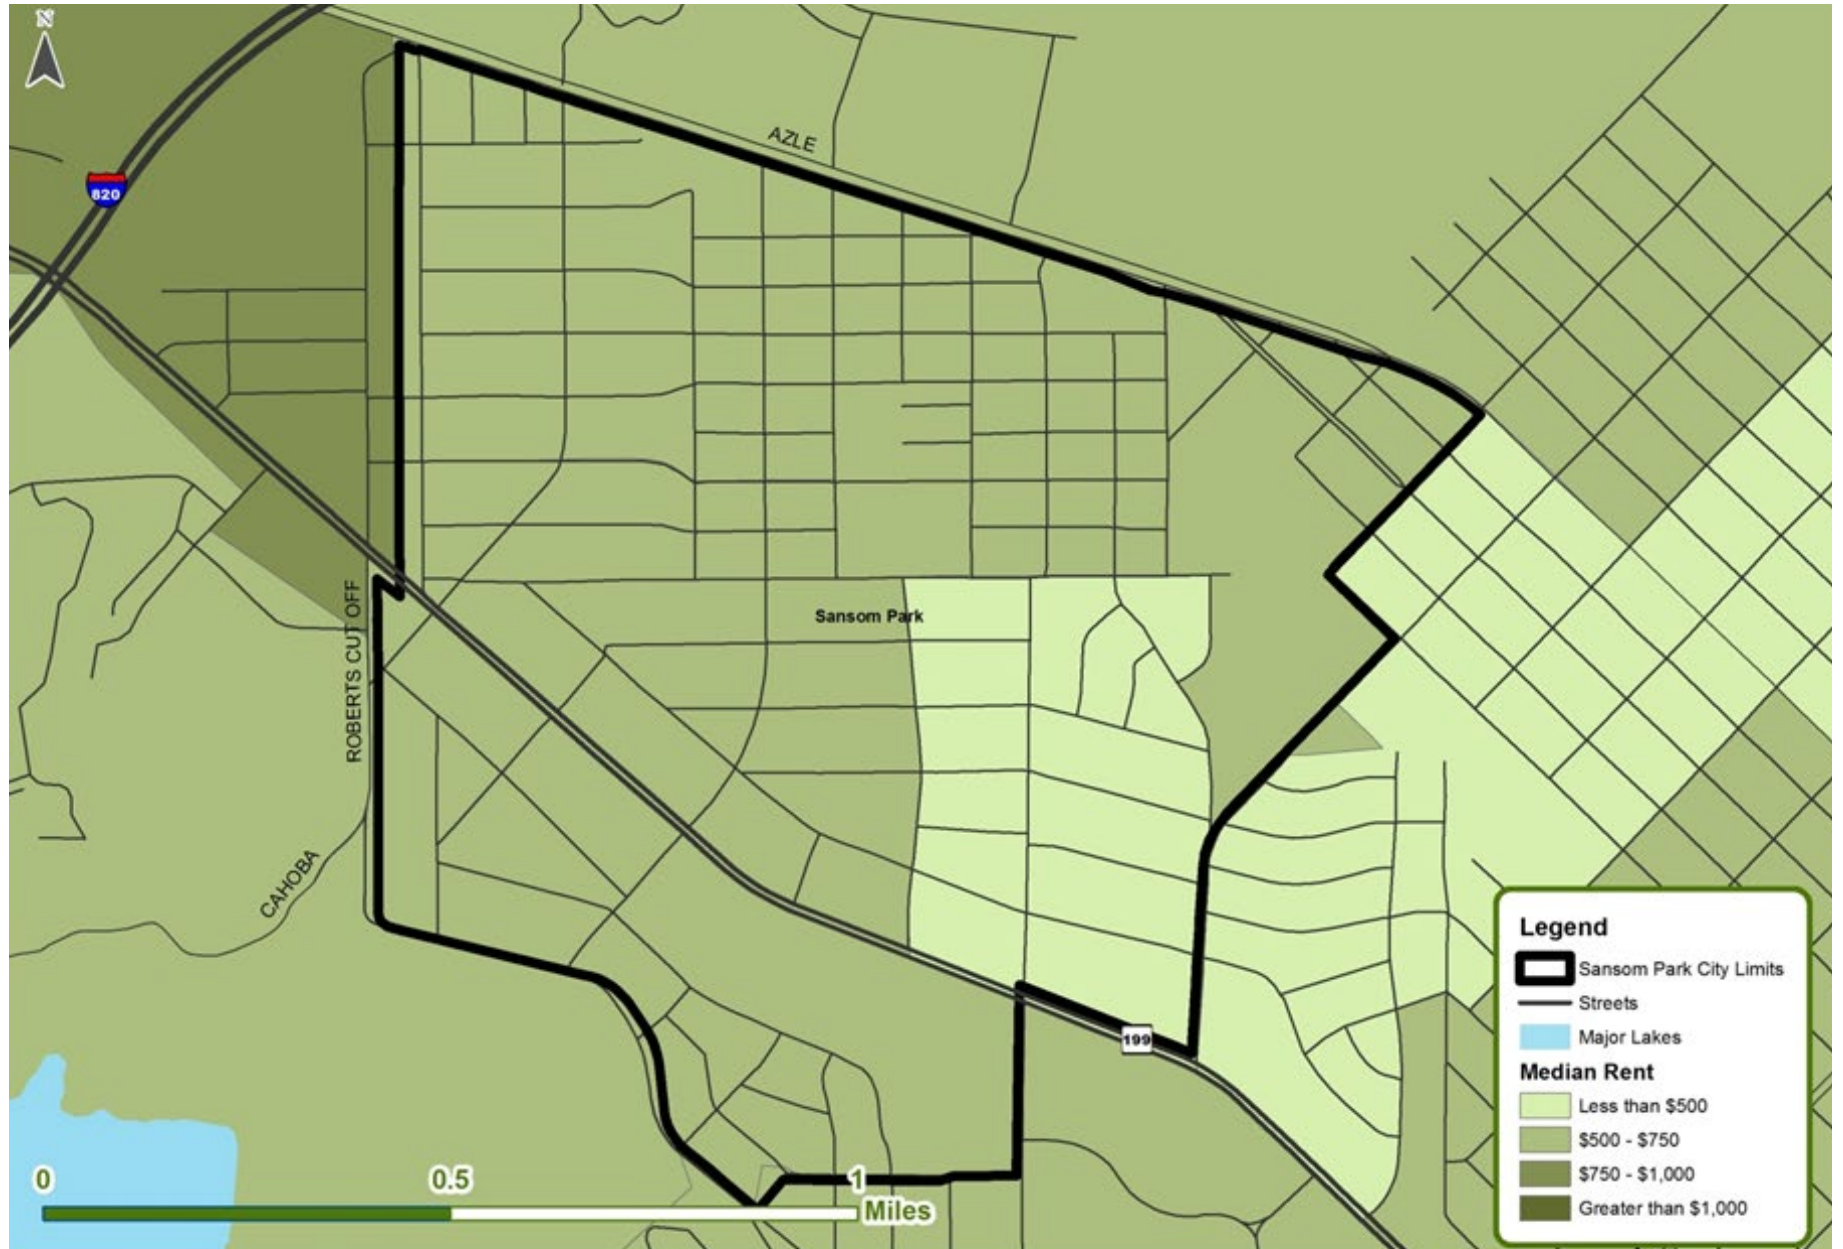 N
AZLE
820
Sansom Park
ROBERTS CUT OFF
CAHOBA
199
Legend
Sansom Park City Limits
Streets
Major Lakes
Median Rent
Less than $500
$500 - $750
$750 - $1,000
Greater than $1,000
0 0.5 1
Miles